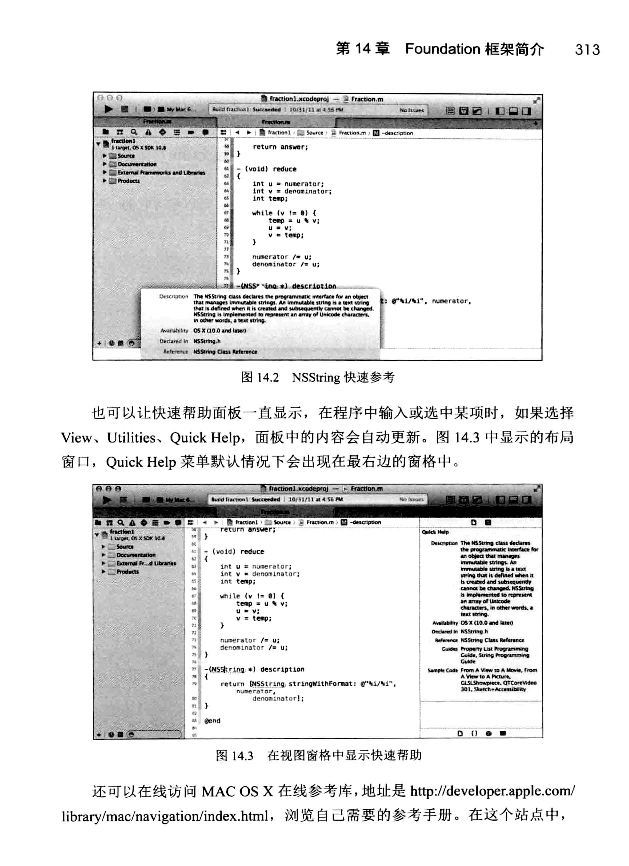 第 14 章 Foundation 框架简介 313
fraction1.xcodeproj — Fraction.m
Build fraction1: Succeeded | 10/31/11 at 4:56 PM
No Issues
fraction1 Source Fraction.m -description
fraction1
1 target, OS X SDK 10.8
Source
Documentation
External Frameworks and Libraries
Products
return answer;
}
- (void) reduce
{
int u = numerator;
int v = denominator;
int temp;
while (v != 0) {
temp = u % v;
u = v;
v = temp;
}
numerator /= u;
denominator /= u;
}
t: @"%i/%i", numerator,
Description The NSString class declares the programmatic interface for an object
that manages immutable strings. An immutable string is a text string
that is defined when it is created and subsequently cannot be changed.
NSString is implemented to represent an array of Unicode characters,
in other words, a text string.
Availability OS X (10.0 and later)
Declared In NSString.h
Reference NSString Class Reference
图 14.2 NSString 快速参考
也可以让快速帮助面板一直显示，在程序中输入或选中某项时，如果选择
View、Utilities、Quick Help，面板中的内容会自动更新。图 14.3 中显示的布局
窗口，Quick Help 菜单默认情况下会出现在最右边的窗格中。
fraction1.xcodeproj — Fraction.m
Build fraction1: Succeeded | 10/31/11 at 4:56 PM
No Issues
fraction1 Source Fraction.m -description
fraction1
1 target, OS X SDK 10.8
Source
Documentation
External Fr...d Libraries
Products
return answer;
}
- (void) reduce
{
int u = numerator;
int v = denominator;
int temp;
while (v != 0) {
temp = u % v;
u = v;
v = temp;
}
numerator /= u;
denominator /= u;
}
-(NSString *) description
{
return [NSString stringWithFormat: @"%i/%i",
numerator,
denominator];
}
@end
Quick Help
Description The NSString class declares
the programmatic interface for
an object that manages
immutable strings. An
immutable string is a text
string that is defined when it
is created and subsequently
cannot be changed. NSString
is implemented to represent
an array of Unicode
characters, in other words, a
text string.
Availability OS X (10.0 and later)
Declared In NSString.h
Reference NSString Class Reference
Guides Property List Programming
Guide, String Programming
Guide
Sample Code From A View to A Movie, From
A View to A Picture,
GLSLShowpiece, QTCoreVideo
301, Sketch+Accessibility
图 14.3 在视图窗格中显示快速帮助
还可以在线访问 MAC OS X 在线参考库，地址是 http://developer.apple.com/
library/mac/navigation/index.html，浏览自己需要的参考手册。在这个站点中，